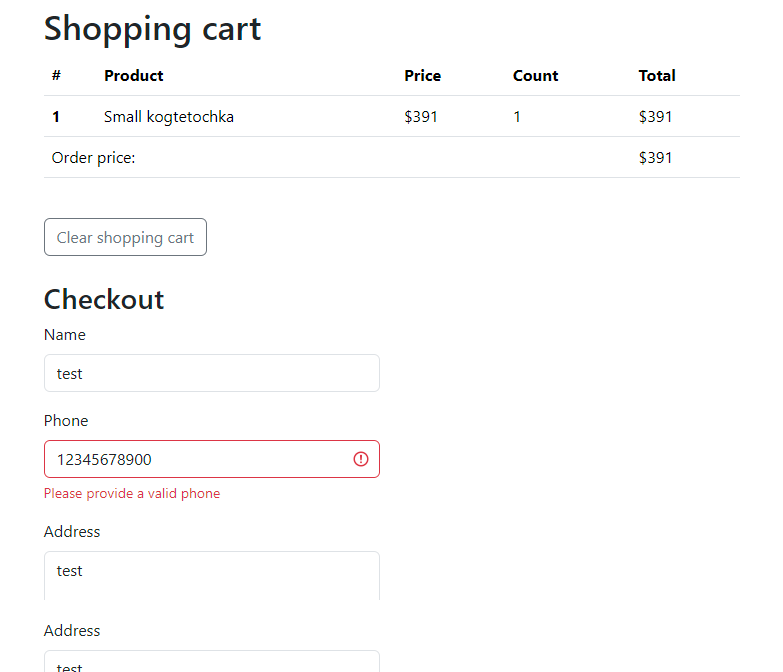 Shopping cart
# Product Price Count Total
1 Small kogtetochka $391 1 $391
Order price: $391
Clear shopping cart
Checkout
Name
test
Phone
12345678900
Please provide a valid phone
Address
test
Address
test